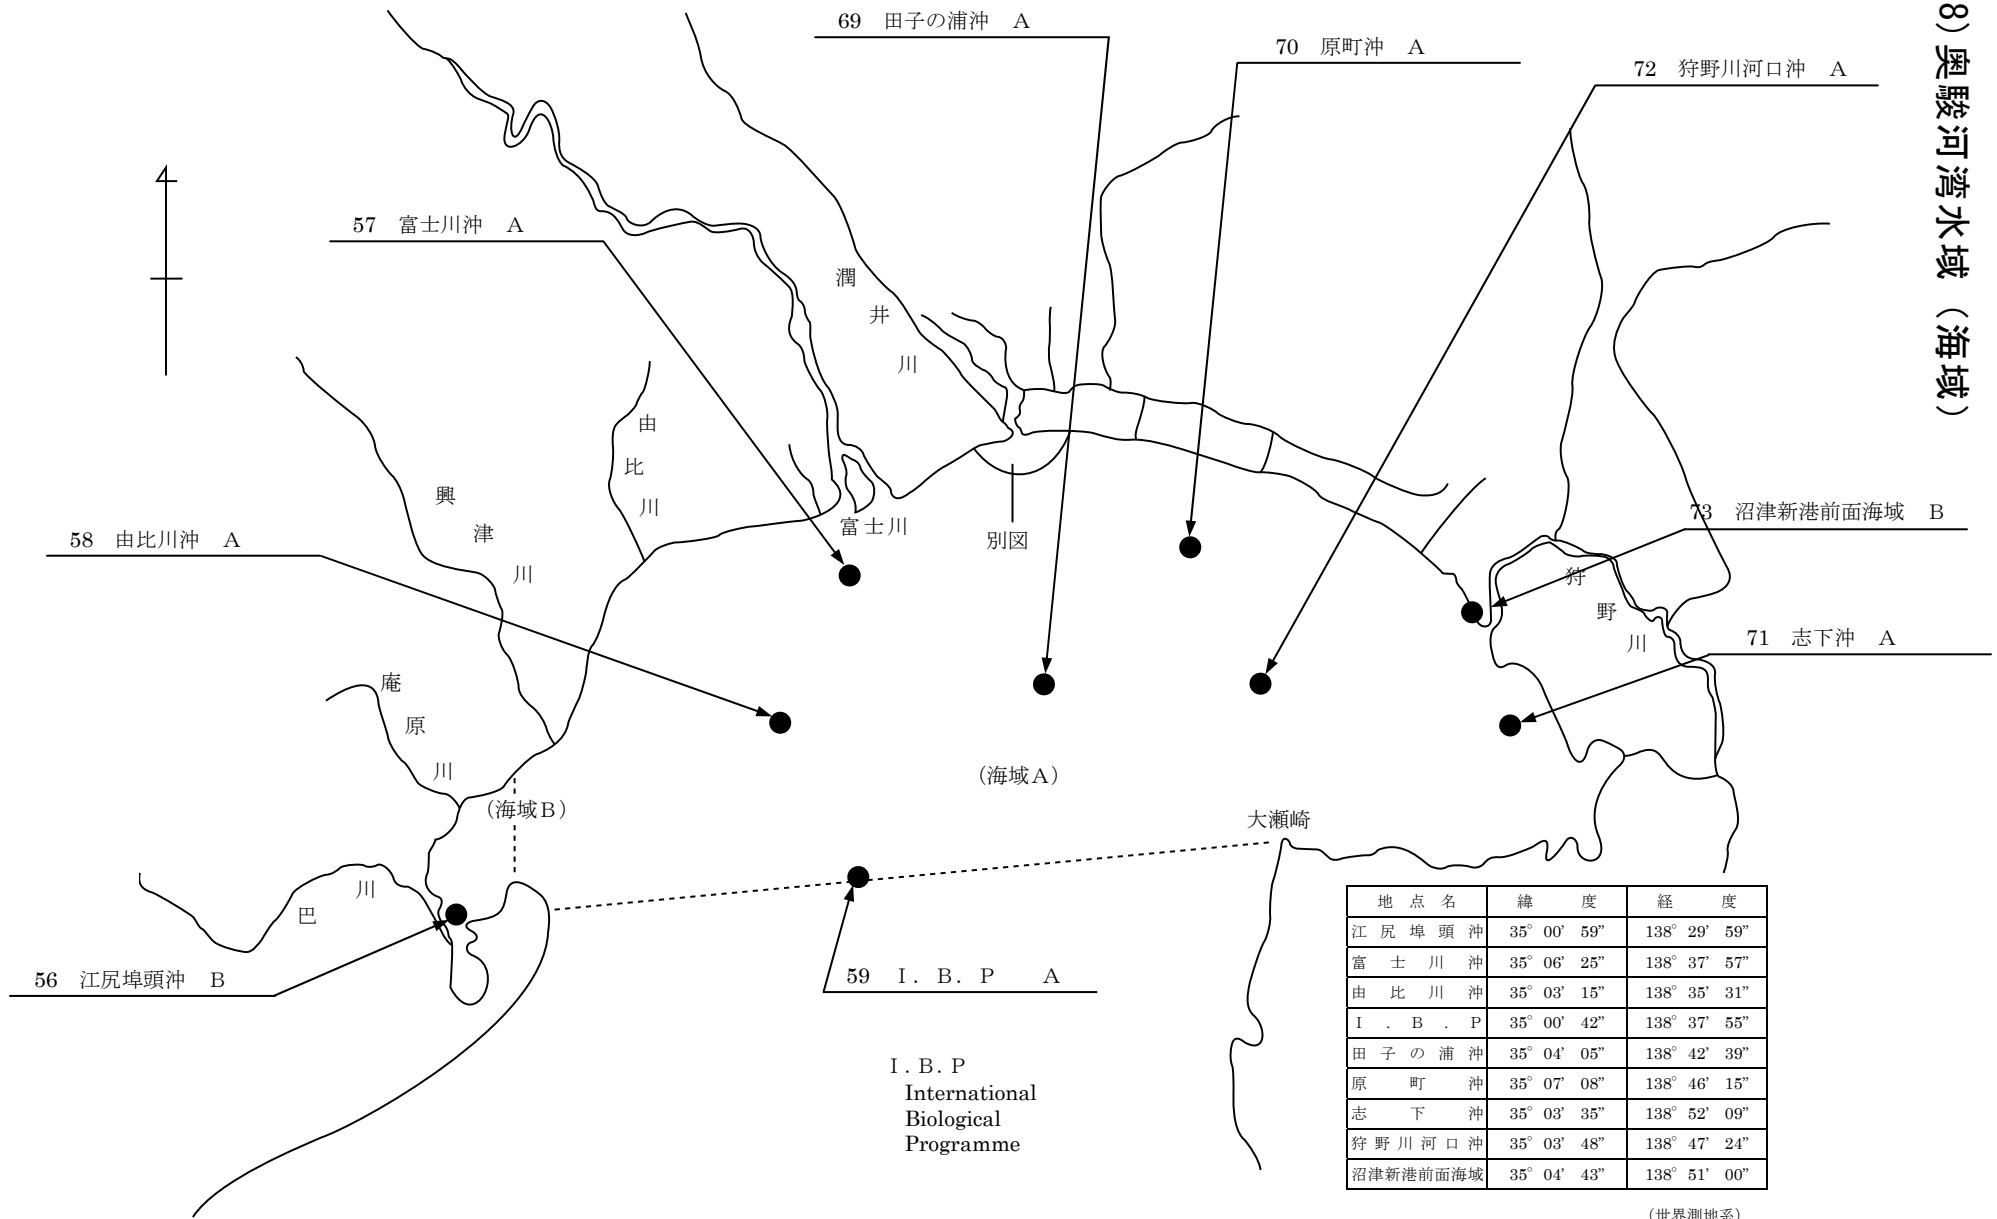 8）奥駿河湾水域（海域）
69 田子の浦沖 A
70 原町沖 A
72 狩野川河口沖 A
57 富士川沖 A
潤井川
由比川
興津川
富士川
別図
73 沼津新港前面海域 B
58 由比川沖 A
狩野川
71 志下沖 A
庵原川
（海域A）
（海域B）
大瀬崎
巴川
56 江尻埠頭沖 B
59 I．B．P A
I．B．P
International
Biological
Programme
地点名 緯度 経度
江尻埠頭沖 35° 00’ 59” 138° 29’ 59”
富士川沖 35° 06’ 25” 138° 37’ 57”
由比川沖 35° 03’ 15” 138° 35’ 31”
I．B．P 35° 00’ 42” 138° 37’ 55”
田子の浦沖 35° 04’ 05” 138° 42’ 39”
原町沖 35° 07’ 08” 138° 46’ 15”
志下沖 35° 03’ 35” 138° 52’ 09”
狩野川河口沖 35° 03’ 48” 138° 47’ 24”
沼津新港前面海域 35° 04’ 43” 138° 51’ 00”
（世界測地系）